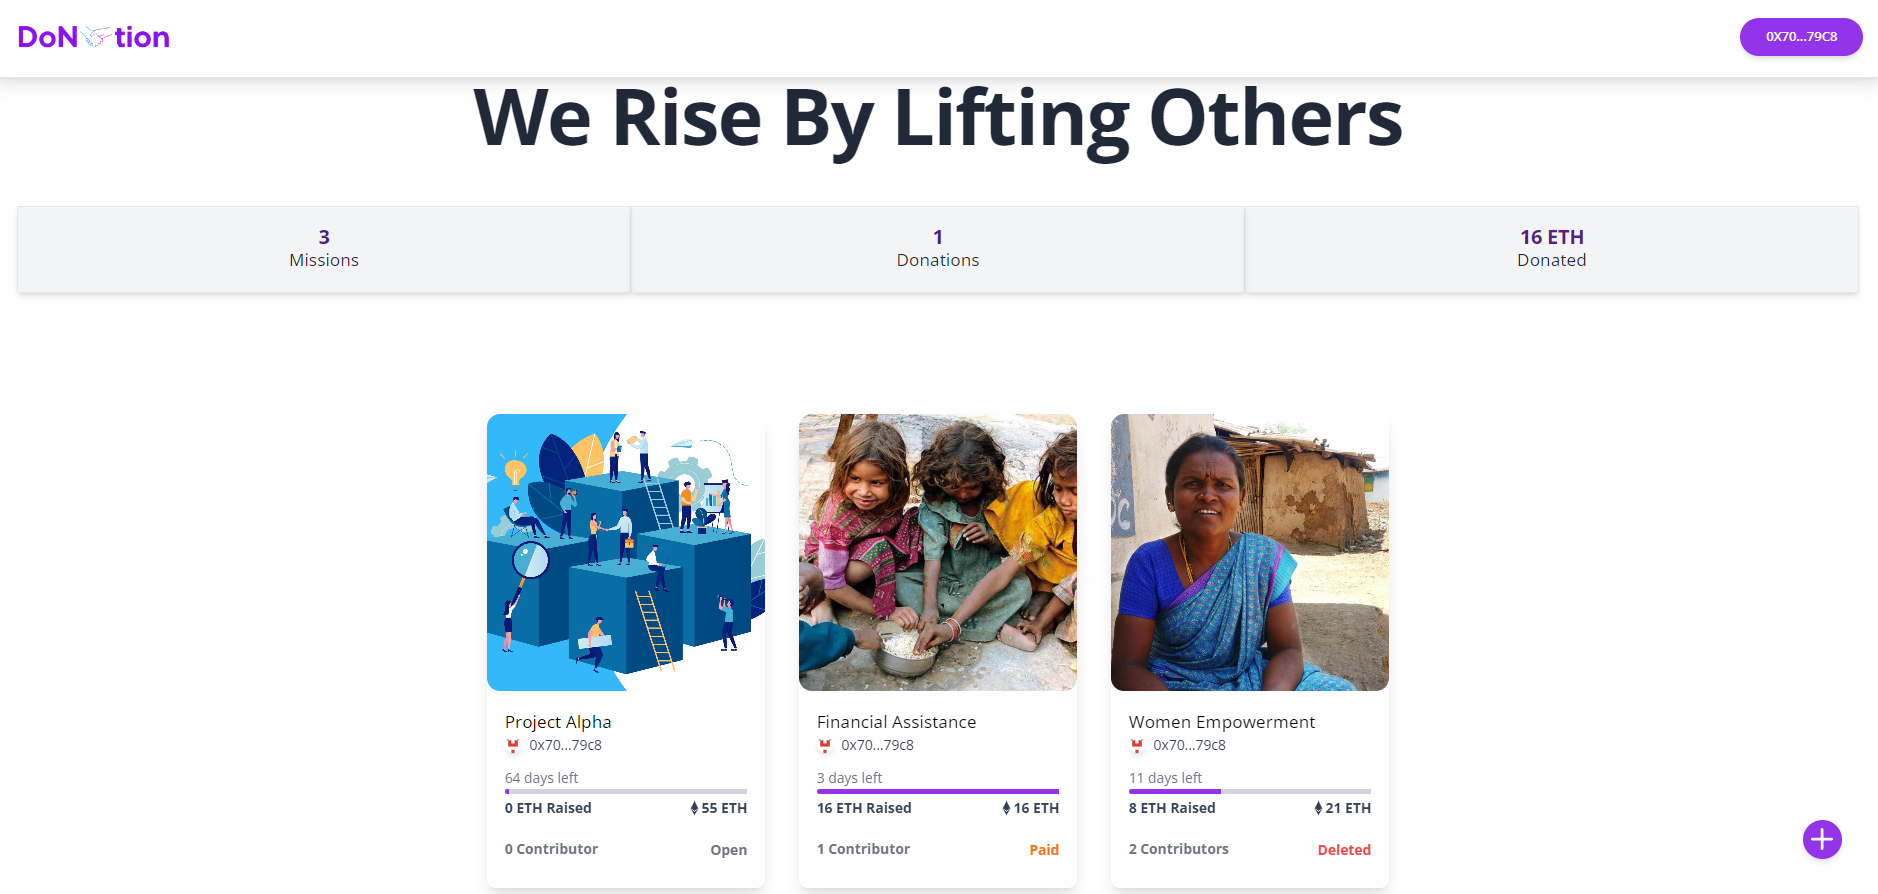 DoN tion
0X70...79C8
We Rise By Lifting Others
3
Missions
1
Donations
16 ETH
Donated
Project Alpha
0x70...79c8
64 days left
0 ETH Raised 55 ETH
0 Contributor Open
Financial Assistance
0x70...79c8
3 days left
16 ETH Raised 16 ETH
1 Contributor Paid
Women Empowerment
0x70...79c8
11 days left
8 ETH Raised 21 ETH
2 Contributors Deleted